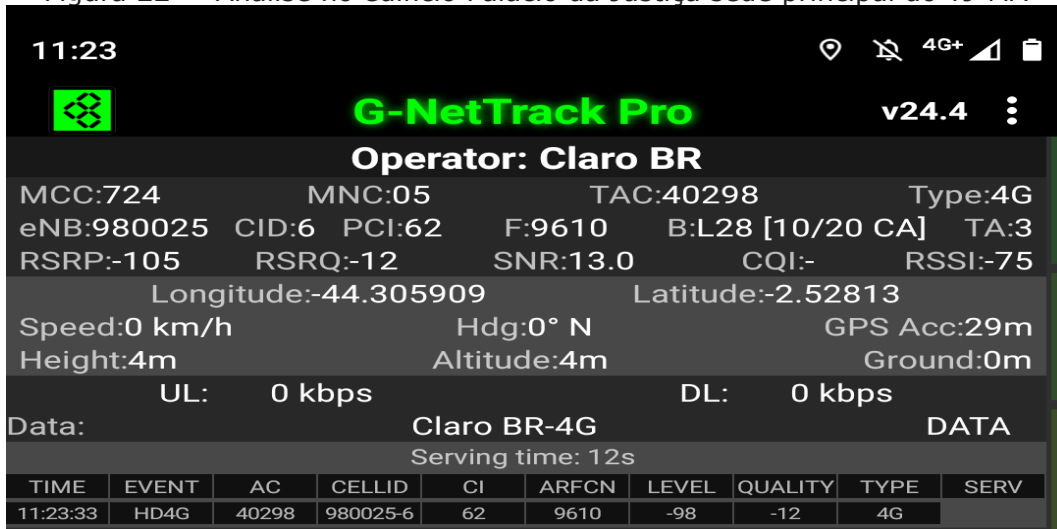 11:23 4G+
G-NetTrack Pro v24.4
Operator: Claro BR
MCC:724 MNC:05 TAC:40298 Type:4G
eNB:980025 CID:6 PCI:62 F:9610 B:L28 [10/20 CA] TA:3
RSRP:-105 RSRQ:-12 SNR:13.0 CQI:- RSSI:-75
Longitude:-44.305909 Latitude:-2.52813
Speed:0 km/h Hdg:0° N GPS Acc:29m
Height:4m Altitude:4m Ground:0m
UL: 0 kbps DL: 0 kbps
Data: Claro BR-4G DATA
Serving time: 12s
TIME EVENT AC CELLID CI ARFCN LEVEL QUALITY TYPE SERV
11:23:33 HD4G 40298 980025-6 62 9610 -98 -12 4G